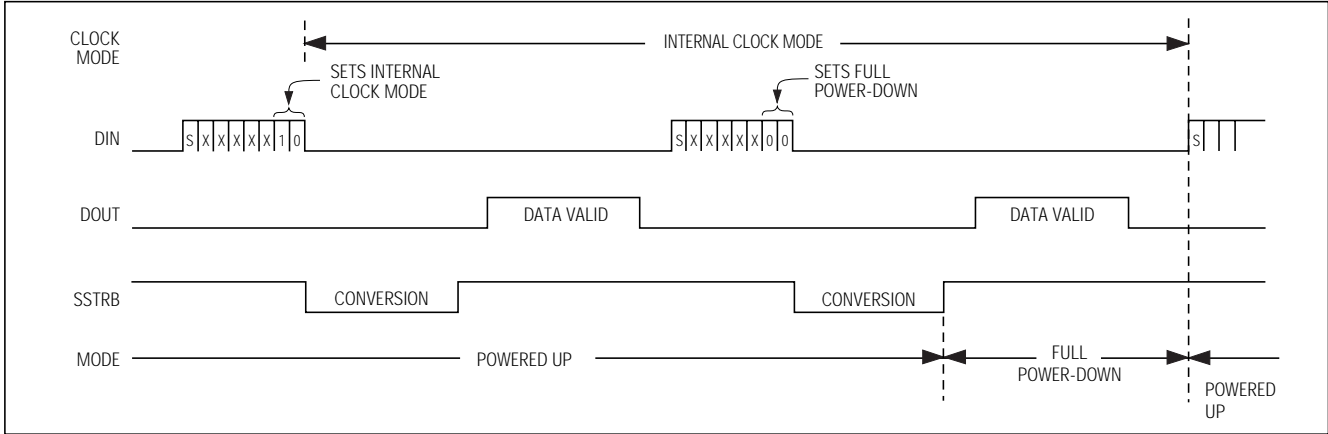 CLOCK
MODE
INTERNAL CLOCK MODE
SETS INTERNAL
CLOCK MODE
SETS FULL
POWER-DOWN
DIN
S X X X X X 1 0
S X X X X X 0 0
S
DOUT
DATA VALID
DATA VALID
SSTRB
CONVERSION
CONVERSION
MODE
POWERED UP
FULL
POWER-DOWN
POWERED
UP